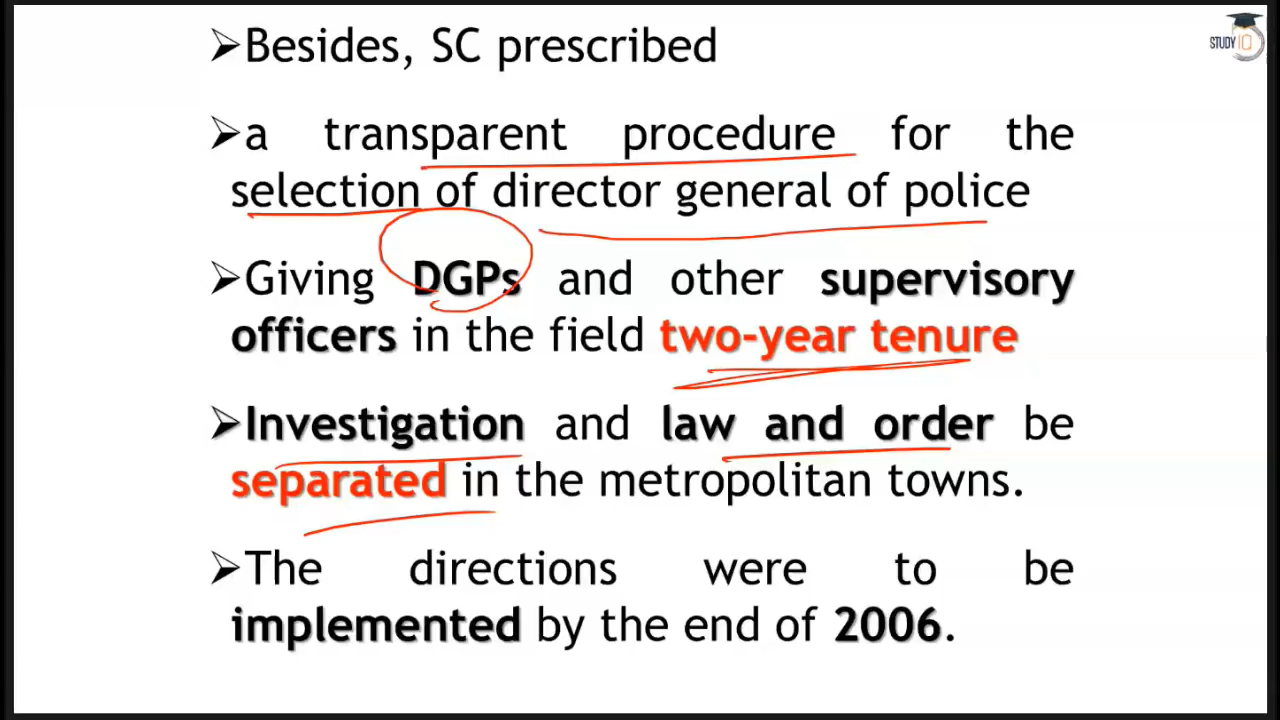 ➢Besides, SC prescribed
STUDY IQ
➢a transparent procedure for the
selection of director general of police
➢Giving DGPs and other supervisory
officers in the field two-year tenure
➢Investigation and law and order be
separated in the metropolitan towns.
➢The directions were to be
implemented by the end of 2006.